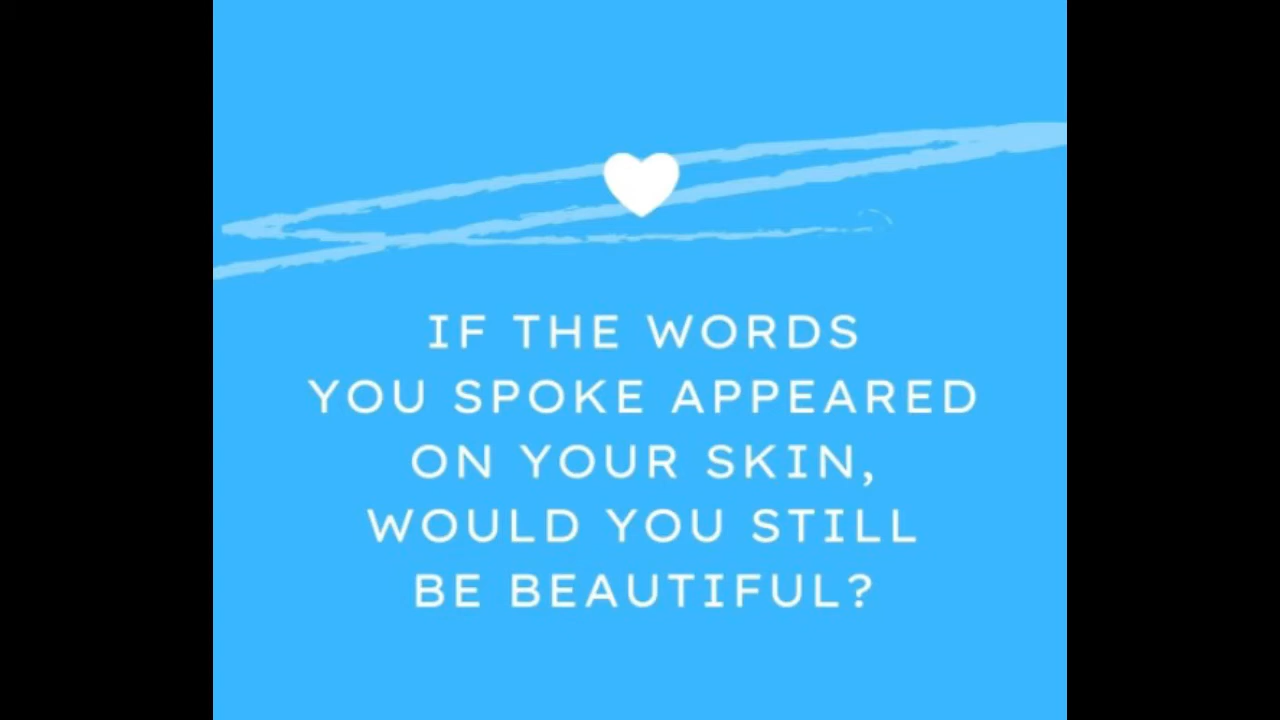 IF THE WORDS
YOU SPOKE APPEARED
ON YOUR SKIN,
WOULD YOU STILL
BE BEAUTIFUL?